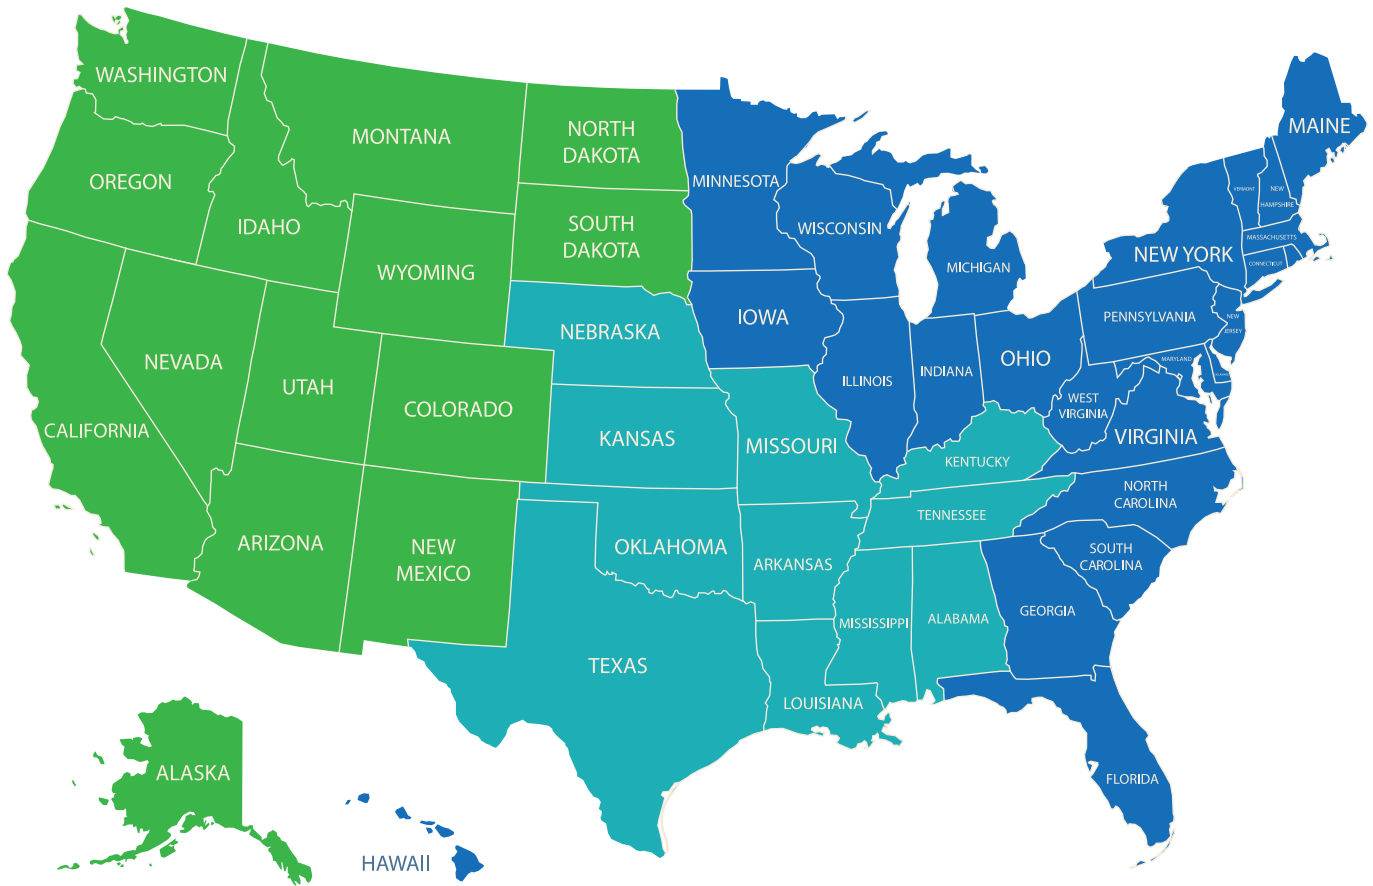 WASHINGTON
MONTANA
NORTH
DAKOTA
MINNESOTA
MAINE
OREGON
IDAHO
SOUTH
DAKOTA
WISCONSIN
MICHIGAN
VERMONT
NEW
HAMPSHIRE
NEW YORK
MASSACHUSETTS
CONNECTICUT
WYOMING
NEBRASKA
IOWA
PENNSYLVANIA
NEW
JERSEY
NEVADA
UTAH
COLORADO
ILLINOIS
INDIANA
OHIO
MARYLAND
WEST
VIRGINIA
VIRGINIA
CALIFORNIA
KANSAS
MISSOURI
KENTUCKY
NORTH
CAROLINA
ARIZONA
NEW
MEXICO
OKLAHOMA
ARKANSAS
TENNESSEE
SOUTH
CAROLINA
GEORGIA
MISSISSIPPI
ALABAMA
TEXAS
LOUISIANA
FLORIDA
ALASKA
HAWAII